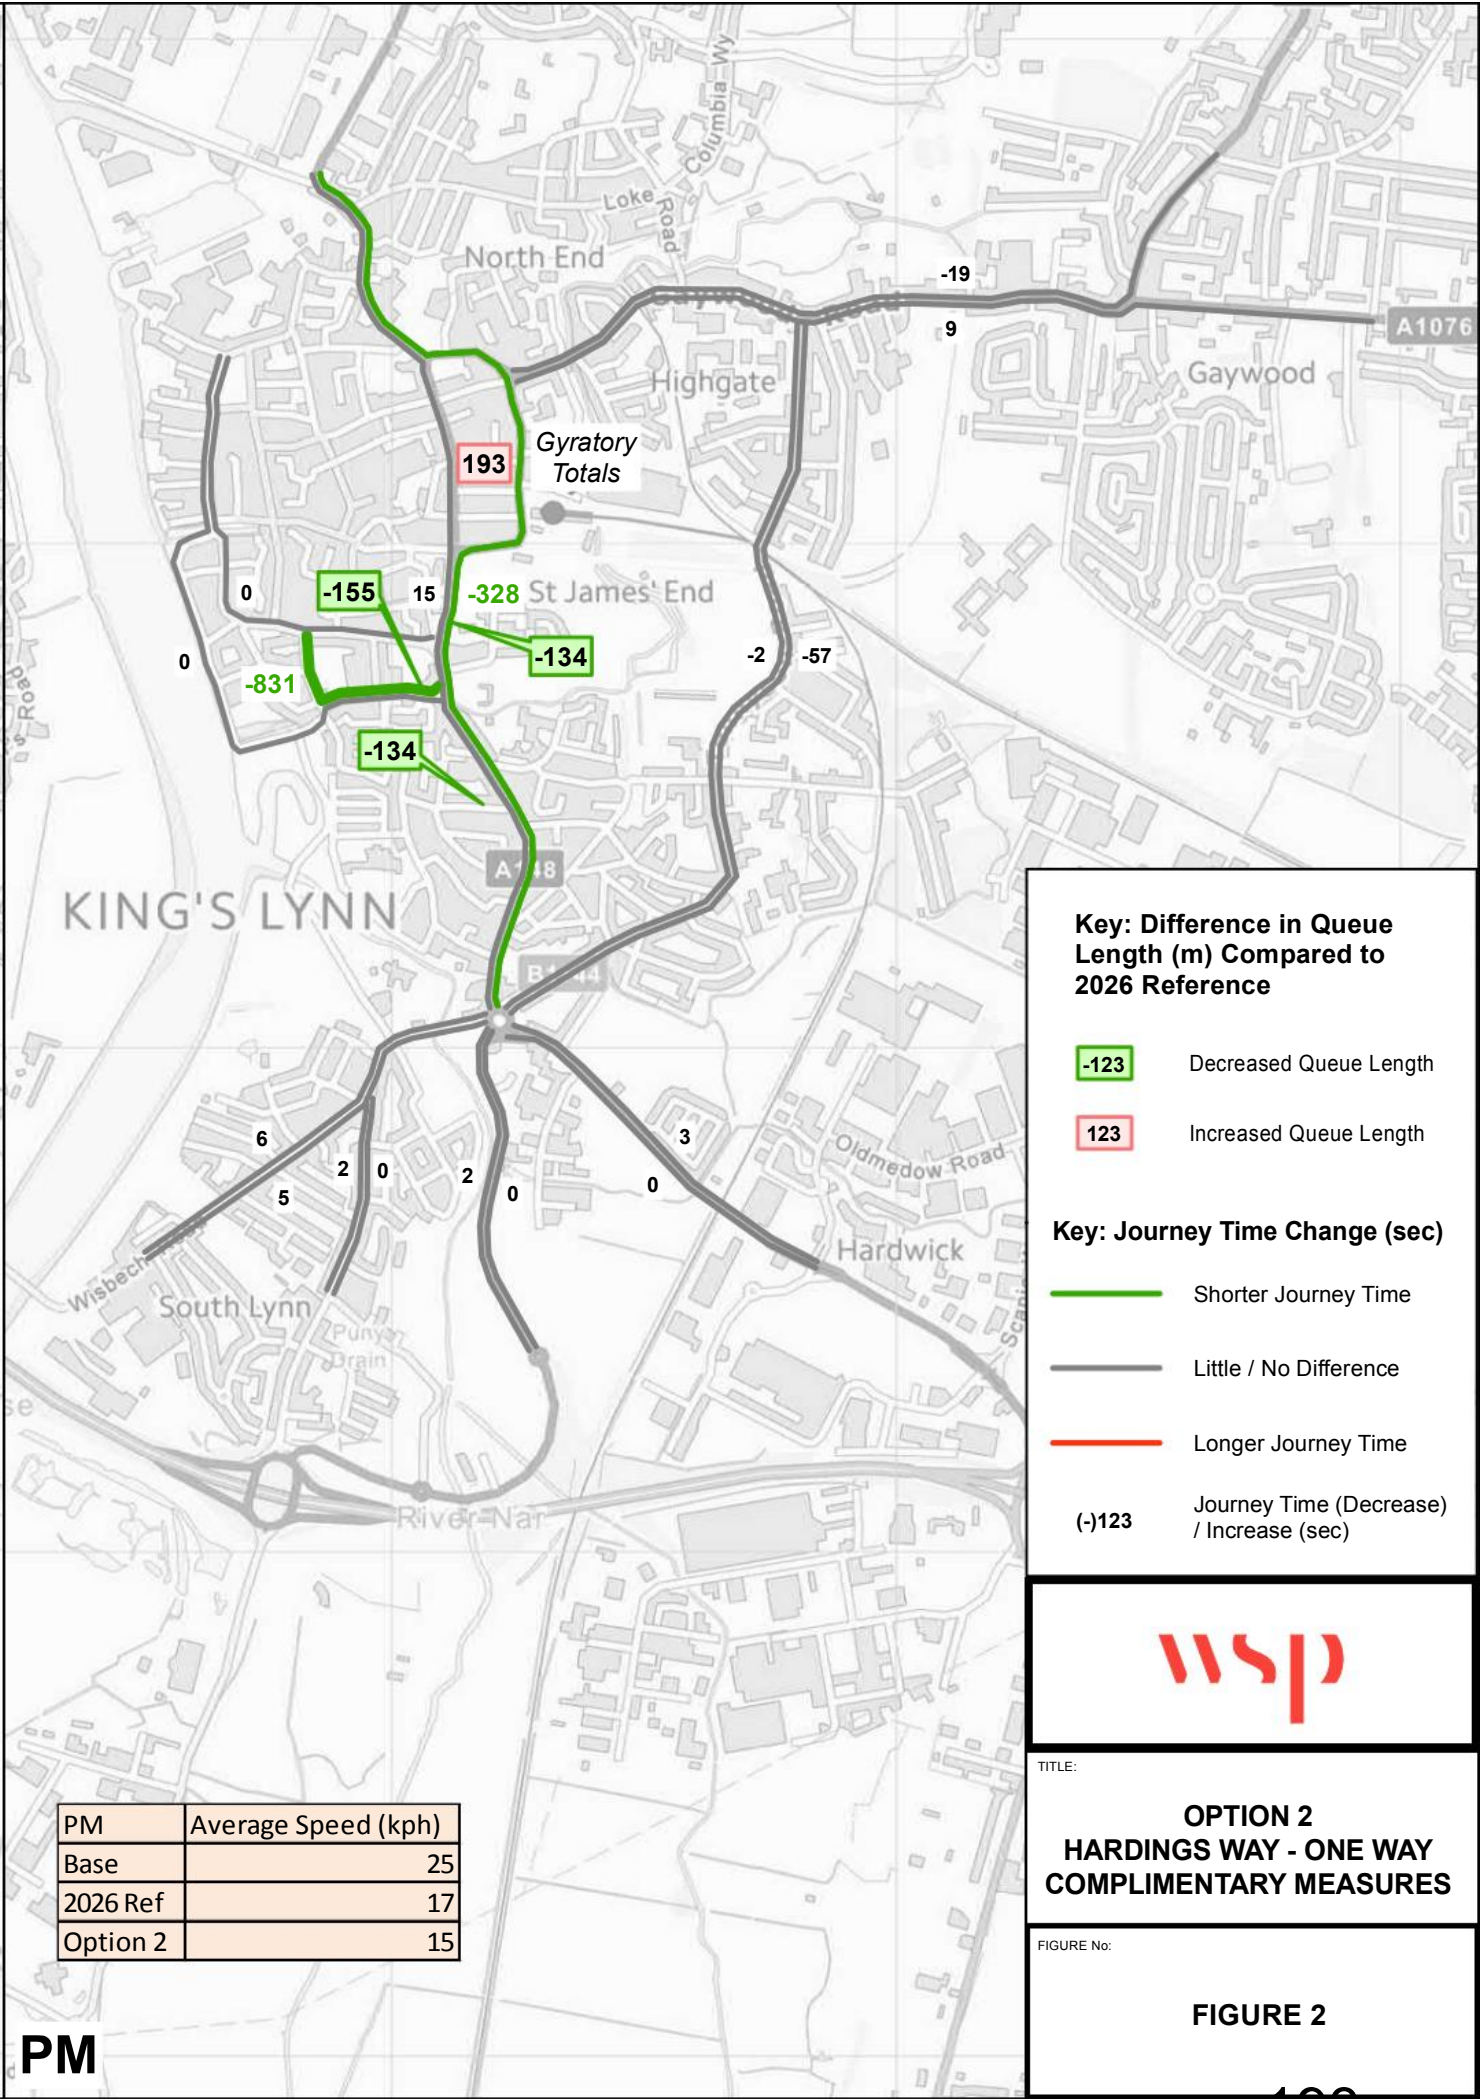 Columbia Wy
Loke
Road
North End
-19
9
A1076
Gaywood
Highgate
Gyratory
Totals
193
0
-155
15
-328
St James' End
-134
-2
-57
0
-831
Road
-134
A148
KING'S LYNN
Key: Difference in Queue
Length (m) Compared to
2026 Reference
-123
Decreased Queue Length
123
Increased Queue Length
6
5
2
0
2
0
3
0
Oldmedow Road
Hardwick
Wisbech
South Lynn
Puny
Drain
River Nar
Key: Journey Time Change (sec)
Shorter Journey Time
Little / No Difference
Longer Journey Time
(-)123
Journey Time (Decrease)
/ Increase (sec)
wsp
TITLE:
OPTION 2
HARDINGS WAY - ONE WAY
COMPLIMENTARY MEASURES
FIGURE No:
FIGURE 2
PM Average Speed (kph)
Base 25
2026 Ref 17
Option 2 15
PM